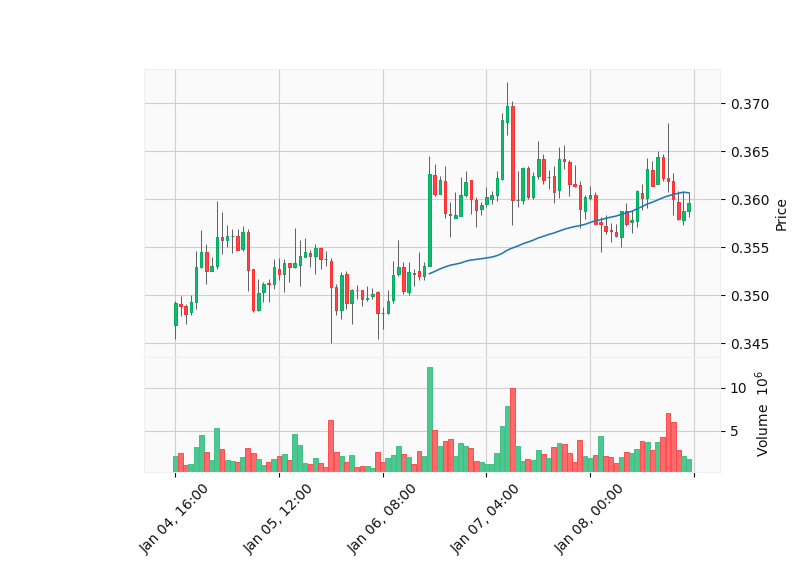 0.370
0.365
0.360
0.355
0.350
0.345
Price
10
5
Volume 10^6
Jan 04, 16:00
Jan 05, 12:00
Jan 06, 08:00
Jan 07, 04:00
Jan 08, 00:00